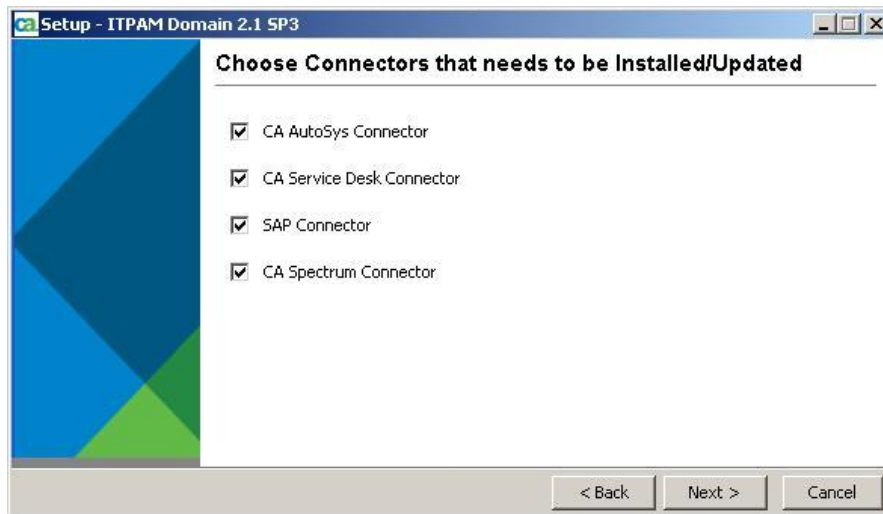 ca Setup - ITPAM Domain 2.1 SP3
Choose Connectors that needs to be Installed/Updated
CA AutoSys Connector
CA Service Desk Connector
SAP Connector
CA Spectrum Connector
< Back Next > Cancel